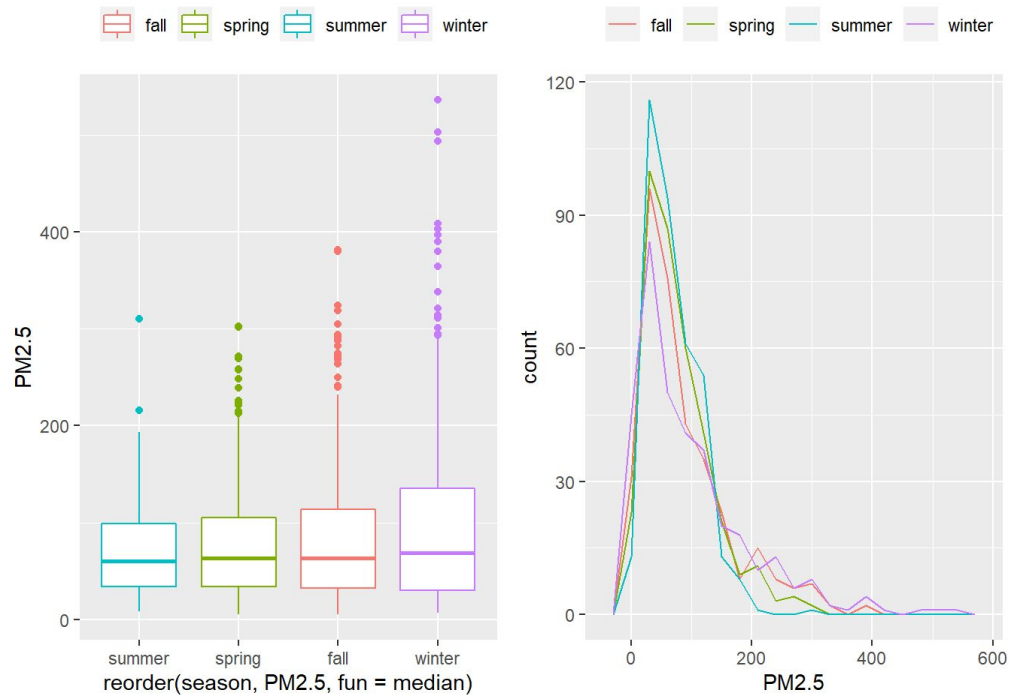 fall spring summer winter
PM2.5
400
200
0
summer spring fall winter
reorder(season, PM2.5, fun = median)
fall spring summer winter
count
120
90
60
30
0
0 200 400 600
PM2.5